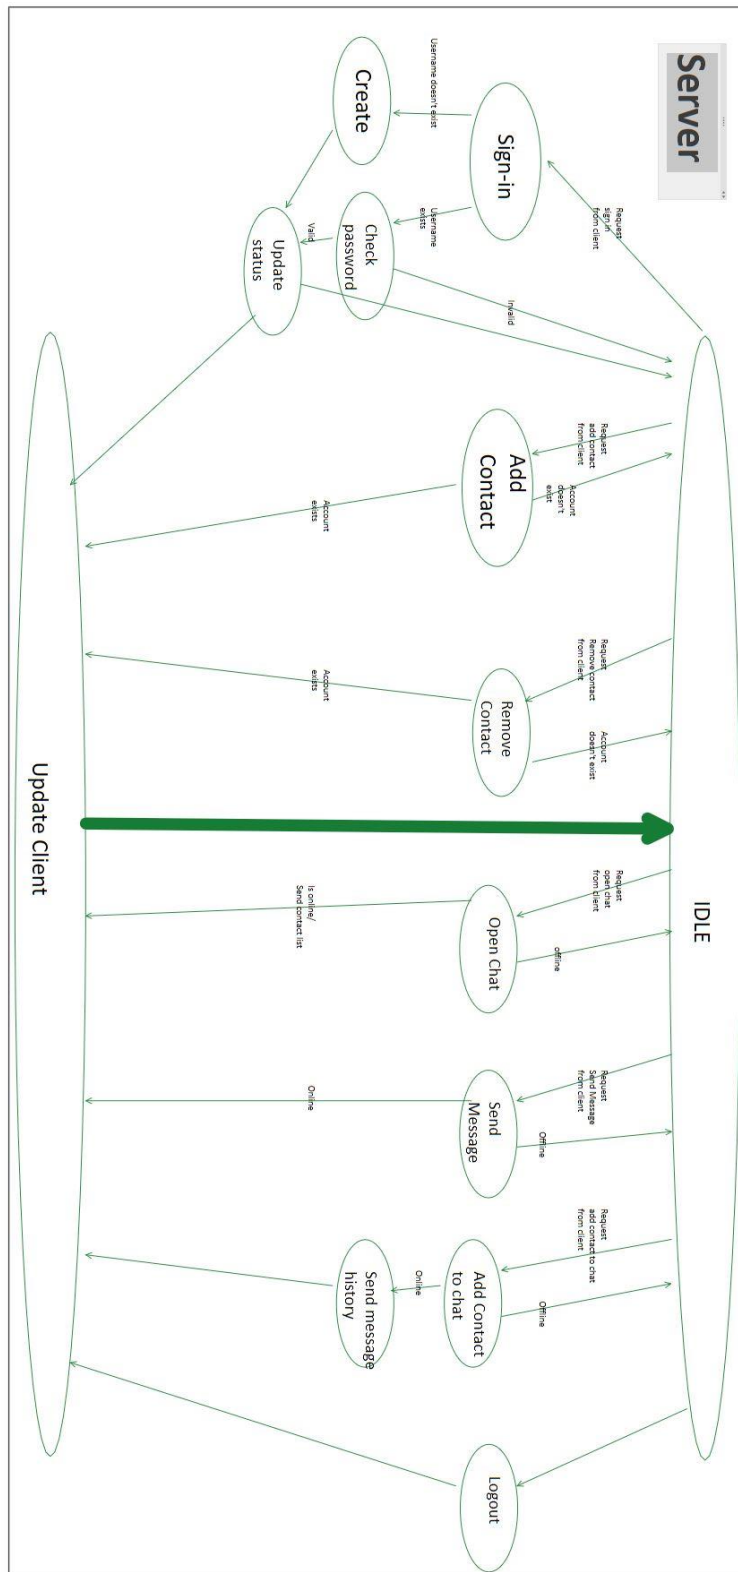 Server
IDLE
Request
sign in
from client
Sign-in
Username doesn't exist
Create
Username
exists
Check
password
Valid
Invalid
Update
status
Request
add contact
from client
Account
doesn't
exist
Add
Contact
Account
exists
Request
Remove contact
from client
Account
doesn't exist
Remove
Contact
Account
exists
Request
open chat
from client
offline
Open Chat
Is online/
Send contact list
Request
Send Message
from client
Offline
Send
Message
Online
Request
add contact to chat
from client
Offline
Add Contact
to chat
Online
Send message
history
Logout
Update Client